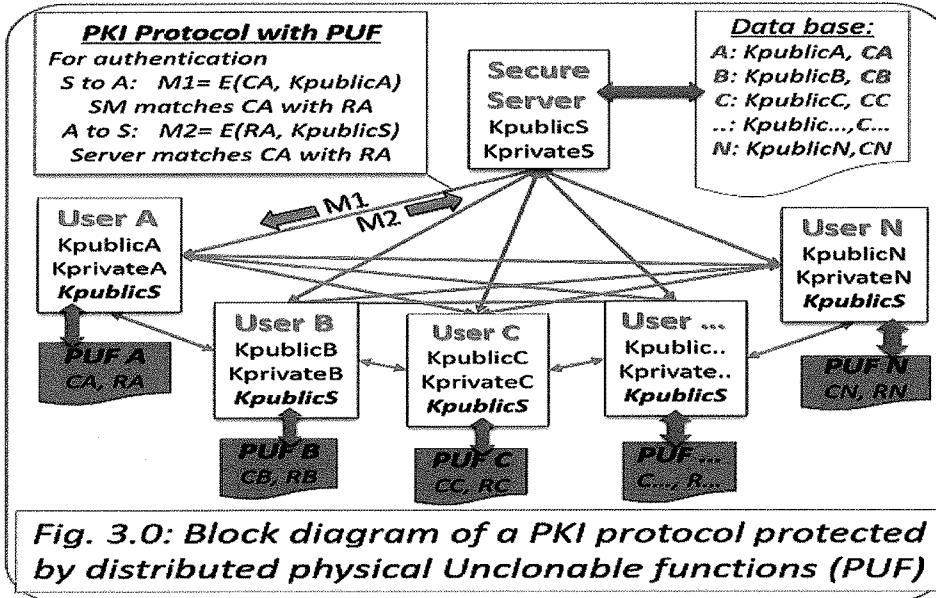 PKI Protocol with PUF
For authentication
S to A: M1= E(CA, KpublicA)
SM matches CA with RA
A to S: M2= E(RA, KpublicS)
Server matches CA with RA
Secure
Server
KpublicS
KprivateS
Data base:
A: KpublicA, CA
B: KpublicB, CB
C: KpublicC, CC
..: Kpublic...,C...
N: KpublicN,CN
M1
M2
User A
KpublicA
KprivateA
KpublicS
PUF A
CA, RA
User B
KpublicB
KprivateB
KpublicS
PUF B
CB, RB
User C
KpublicC
KprivateC
KpublicS
PUF C
CC, RC
User ...
Kpublic..
Kprivate..
KpublicS
PUF ...
C..., R...
User N
KpublicN
KprivateN
KpublicS
PUF N
CN, RN
Fig. 3.0: Block diagram of a PKI protocol protected
by distributed physical Unclonable functions (PUF)